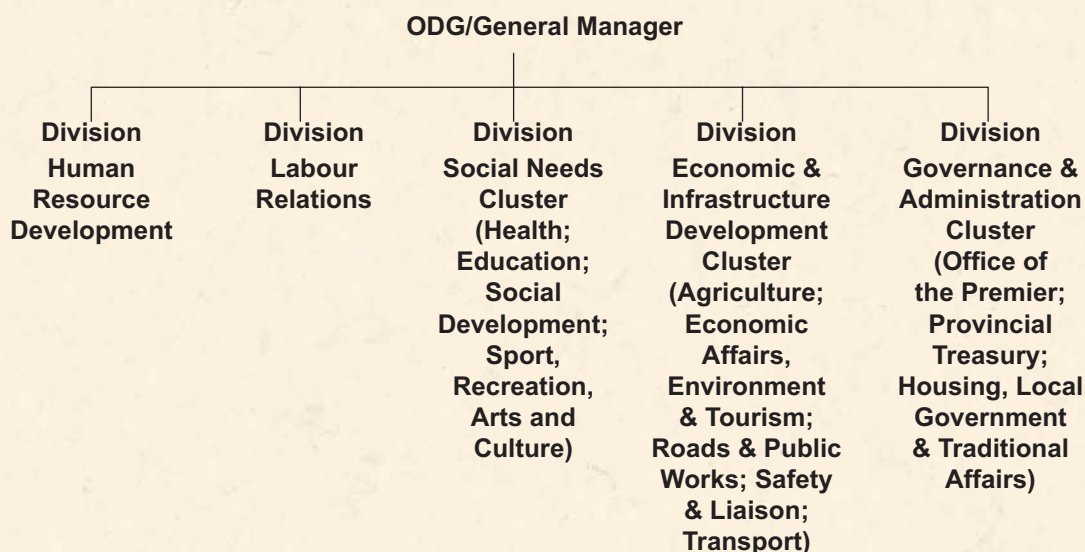 ODG/General Manager
Division
Human
Resource
Development
Division
Labour
Relations
Division
Social Needs
Cluster
(Health;
Education;
Social
Development;
Sport,
Recreation,
Arts and
Culture)
Division
Economic &
Infrastructure
Development
Cluster
(Agriculture;
Economic
Affairs,
Environment
& Tourism;
Roads & Public
Works; Safety
& Liaison;
Transport)
Division
Governance &
Administration
Cluster
(Office of
the Premier;
Provincial
Treasury;
Housing, Local
Government
& Traditional
Affairs)